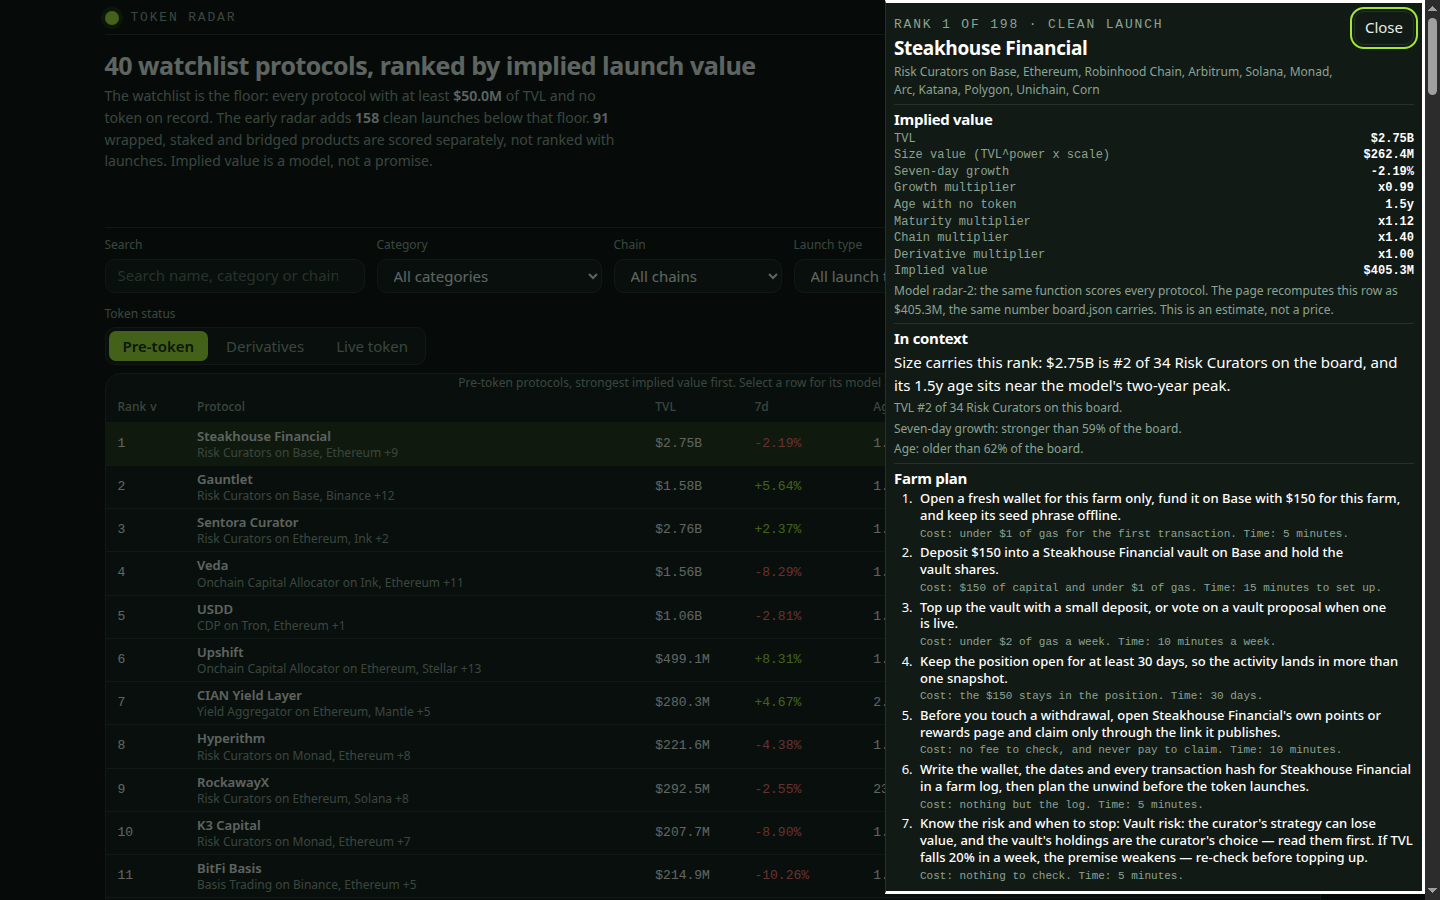 TOKEN RADAR
40 watchlist protocols, ranked by implied launch value
The watchlist is the floor: every protocol with at least $50.0M of TVL and no
token on record. The early radar adds 158 clean launches below that floor. 91
wrapped, staked and bridged products are scored separately, not ranked with
launches. Implied value is a model, not a promise.
Search
Category
Chain
Launch type
Search name, category or chain
All categories
All chains
All launch
Token status
Pre-token
Derivatives
Live token
Pre-token protocols, strongest implied value first. Select a row for its model
Rank v Protocol TVL 7d
1 Steakhouse Financial $2.75B -2.19% 1.
Risk Curators on Base, Ethereum +9
2 Gauntlet $1.58B +5.64% 1.
Risk Curators on Base, Binance +12
3 Sentora Curator $2.76B +2.37% 1.
Risk Curators on Ethereum, Ink +2
4 Veda $1.56B -8.29% 1.
Onchain Capital Allocator on Ink, Ethereum +11
5 USDD $1.06B -2.81% 1.
CDP on Tron, Ethereum +1
6 Upshift $499.1M +8.31% 1.
Onchain Capital Allocator on Ethereum, Stellar +13
7 CIAN Yield Layer $280.3M +4.67% 2.
Yield Aggregator on Ethereum, Mantle +5
8 Hyperithm $221.6M -4.38% 1.
Risk Curators on Monad, Ethereum +8
9 RockawayX $292.5M -2.55% 23
Risk Curators on Ethereum, Solana +8
10 K3 Capital $207.7M -8.90% 1.
Risk Curators on Monad, Ethereum +7
11 BitFi Basis $214.9M -10.26% 1.
Basis Trading on Binance, Ethereum +5
RANK 1 OF 198 · CLEAN LAUNCH
Close
Steakhouse Financial
Risk Curators on Base, Ethereum, Robinhood Chain, Arbitrum, Solana, Monad,
Arc, Katana, Polygon, Unichain, Corn
Implied value
TVL $2.75B
Size value (TVL^power x scale) $262.4M
Seven-day growth -2.19%
Growth multiplier x0.99
Age with no token 1.5y
Maturity multiplier x1.12
Chain multiplier x1.40
Derivative multiplier x1.00
Implied value $405.3M
Model radar-2: the same function scores every protocol. The page recomputes this row as
$405.3M, the same number board.json carries. This is an estimate, not a price.
In context
Size carries this rank: $2.75B is #2 of 34 Risk Curators on the board, and
its 1.5y age sits near the model's two-year peak.
TVL #2 of 34 Risk Curators on this board.
Seven-day growth: stronger than 59% of the board.
Age: older than 62% of the board.
Farm plan
1. Open a fresh wallet for this farm only, fund it on Base with $150 for this farm,
and keep its seed phrase offline.
Cost: under $1 of gas for the first transaction. Time: 5 minutes.
2. Deposit $150 into a Steakhouse Financial vault on Base and hold the
vault shares.
Cost: $150 of capital and under $1 of gas. Time: 15 minutes to set up.
3. Top up the vault with a small deposit, or vote on a vault proposal when one
is live.
Cost: under $2 of gas a week. Time: 10 minutes a week.
4. Keep the position open for at least 30 days, so the activity lands in more than
one snapshot.
Cost: the $150 stays in the position. Time: 30 days.
5. Before you touch a withdrawal, open Steakhouse Financial's own points or
rewards page and claim only through the link it publishes.
Cost: no fee to check, and never pay to claim. Time: 10 minutes.
6. Write the wallet, the dates and every transaction hash for Steakhouse Financial
in a farm log, then plan the unwind before the token launches.
Cost: nothing but the log. Time: 5 minutes.
7. Know the risk and when to stop: Vault risk: the curator's strategy can lose
value, and the vault's holdings are the curator's choice — read them first. If TVL
falls 20% in a week, the premise weakens — re-check before topping up.
Cost: nothing to check. Time: 5 minutes.